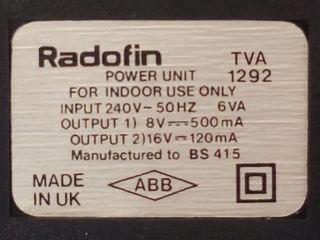 Radofin TVA
POWER UNIT 1292
FOR INDOOR USE ONLY
INPUT 240V~ 50HZ 6VA
OUTPUT 1) 8V⎓500mA
OUTPUT 2) 16V⎓120mA
Manufactured to BS 415
MADE
IN UK
ABB